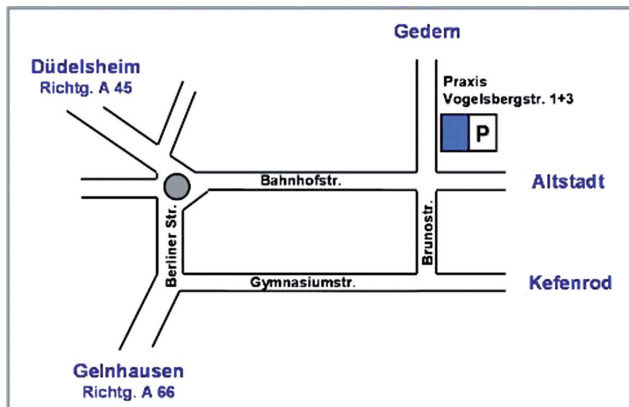 Gedern
Düdelsheim
Richtg. A 45
Praxis
Vogelsbergstr. 1+3
P
Bahnhofstr.
Altstadt
Berliner Str.
Brunostr.
Gymnasiumstr.
Kefenrod
Gelnhausen
Richtg. A 66